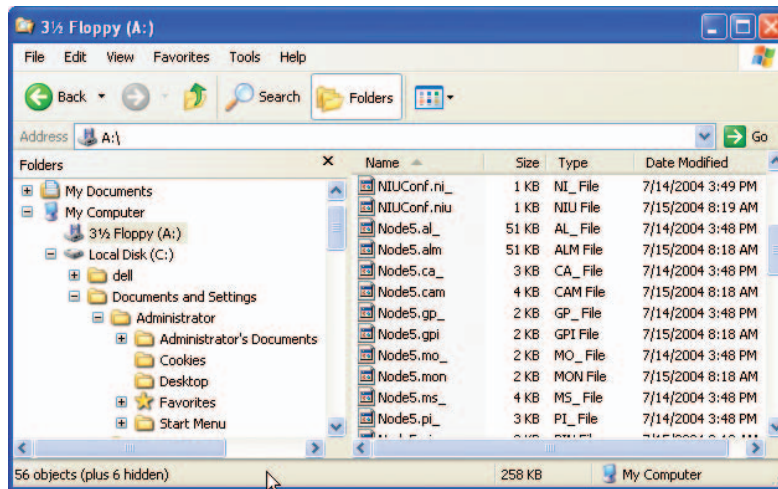 3½ Floppy (A:)
File Edit View Favorites Tools Help
Back Search Folders
Address A:\ Go
Folders
My Documents
My Computer
3½ Floppy (A:)
Local Disk (C:)
dell
Documents and Settings
Administrator
Administrator's Documents
Cookies
Desktop
Favorites
Start Menu
Name Size Type Date Modified
NIUConf.ni_ 1 KB NI_ File 7/14/2004 3:49 PM
NIUConf.niu 1 KB NIU File 7/15/2004 8:19 AM
Node5.al_ 51 KB AL_ File 7/14/2004 3:48 PM
Node5.alm 51 KB ALM File 7/15/2004 8:18 AM
Node5.ca_ 3 KB CA_ File 7/14/2004 3:48 PM
Node5.cam 4 KB CAM File 7/15/2004 8:18 AM
Node5.gp_ 2 KB GP_ File 7/14/2004 3:48 PM
Node5.gpi 2 KB GPI File 7/15/2004 8:18 AM
Node5.mo_ 2 KB MO_ File 7/14/2004 3:48 PM
Node5.mon 2 KB MON File 7/15/2004 8:18 AM
Node5.ms_ 4 KB MS_ File 7/14/2004 3:48 PM
Node5.pi_ 3 KB PI_ File 7/14/2004 3:48 PM
56 objects (plus 6 hidden) 258 KB My Computer